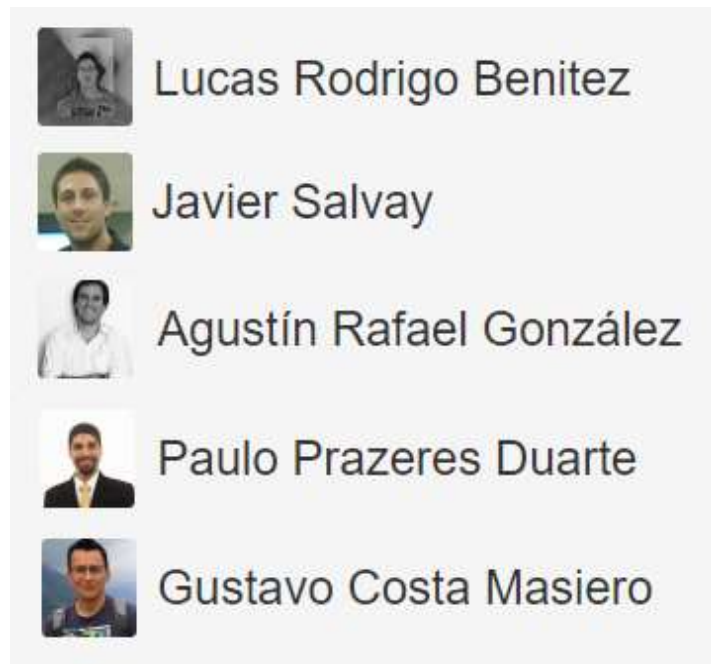 Lucas Rodrigo Benitez
Javier Salvay
Agustín Rafael González
Paulo Prazeres Duarte
Gustavo Costa Masiero